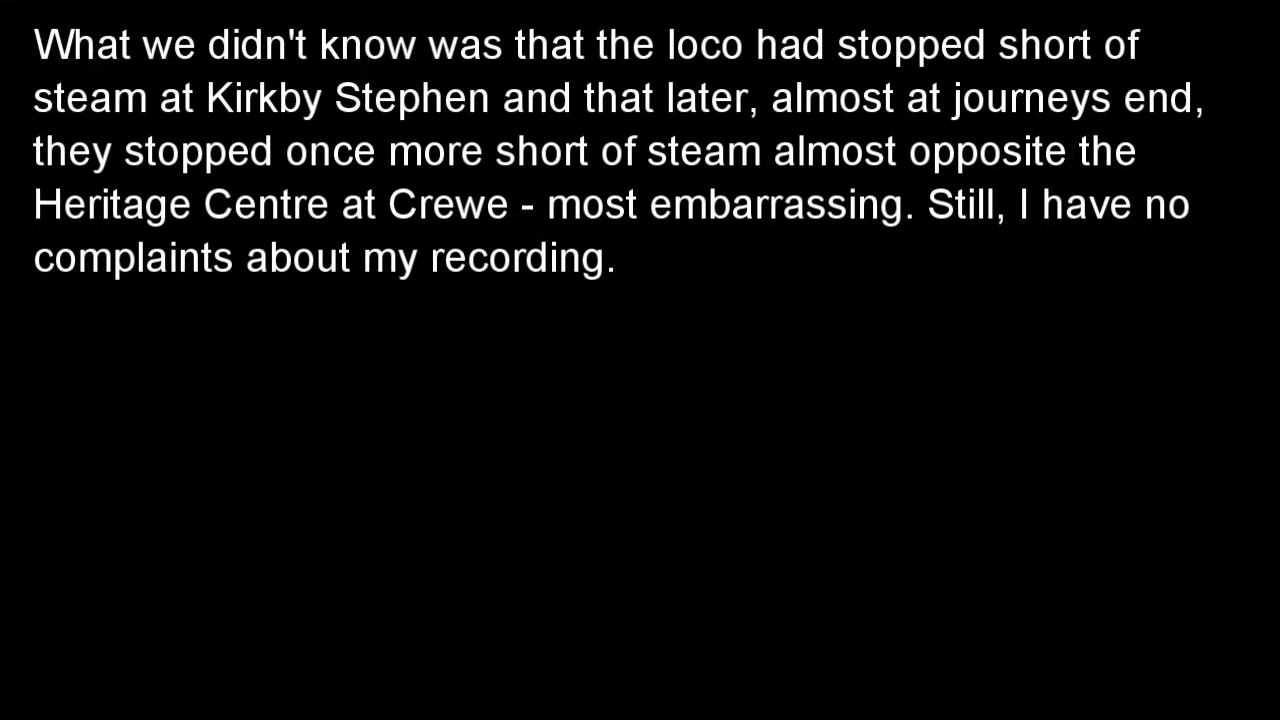 What we didn't know was that the loco had stopped short of
steam at Kirkby Stephen and that later, almost at journeys end,
they stopped once more short of steam almost opposite the
Heritage Centre at Crewe - most embarrassing. Still, I have no
complaints about my recording.